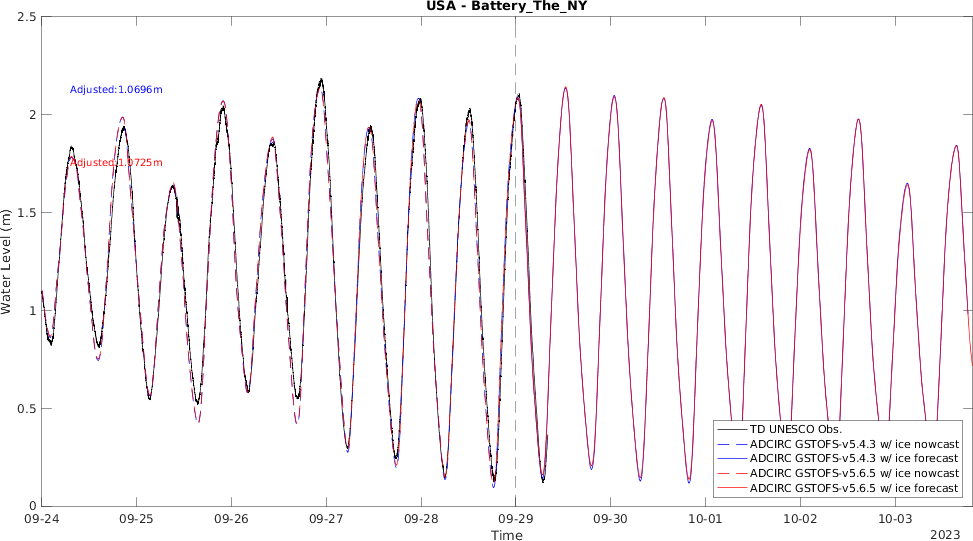 USA - Battery_The_NY
2.5
2
1.5
1
0.5
0
Water Level (m)
Adjusted:1.0696m
Adjusted:1.0725m
TD UNESCO Obs.
ADCIRC GSTOFS-v5.4.3 w/ ice nowcast
ADCIRC GSTOFS-v5.4.3 w/ ice forecast
ADCIRC GSTOFS-v5.6.5 w/ ice nowcast
ADCIRC GSTOFS-v5.6.5 w/ ice forecast
09-24 09-25 09-26 09-27 09-28 09-29 09-30 10-01 10-02 10-03
Time
2023